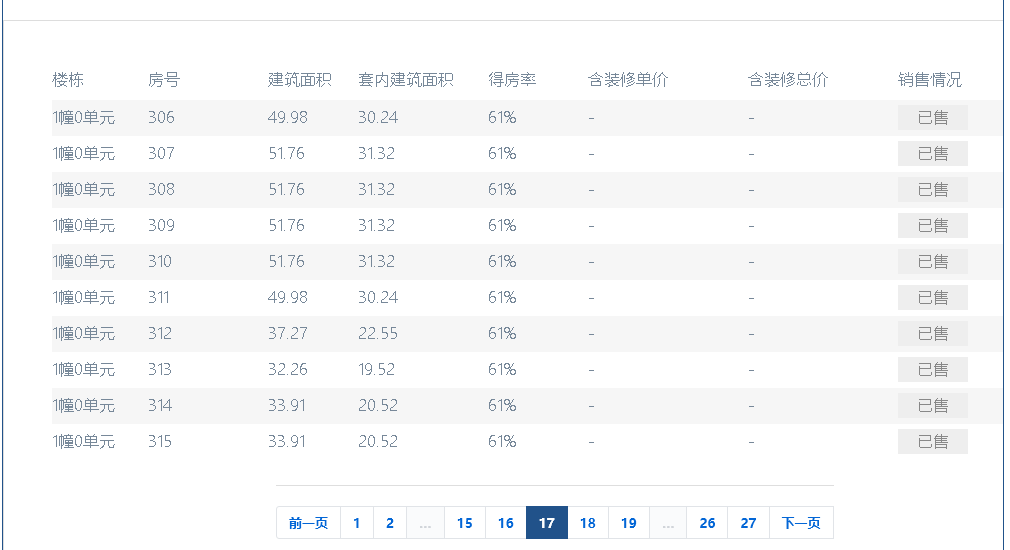 楼栋 房号 建筑面积 套内建筑面积 得房率 含装修单价 含装修总价 销售情况
1幢0单元 306 49.98 30.24 61% - - 已售
1幢0单元 307 51.76 31.32 61% - - 已售
1幢0单元 308 51.76 31.32 61% - - 已售
1幢0单元 309 51.76 31.32 61% - - 已售
1幢0单元 310 51.76 31.32 61% - - 已售
1幢0单元 311 49.98 30.24 61% - - 已售
1幢0单元 312 37.27 22.55 61% - - 已售
1幢0单元 313 32.26 19.52 61% - - 已售
1幢0单元 314 33.91 20.52 61% - - 已售
1幢0单元 315 33.91 20.52 61% - - 已售
前一页 1 2 ... 15 16 17 18 19 ... 26 27 下一页